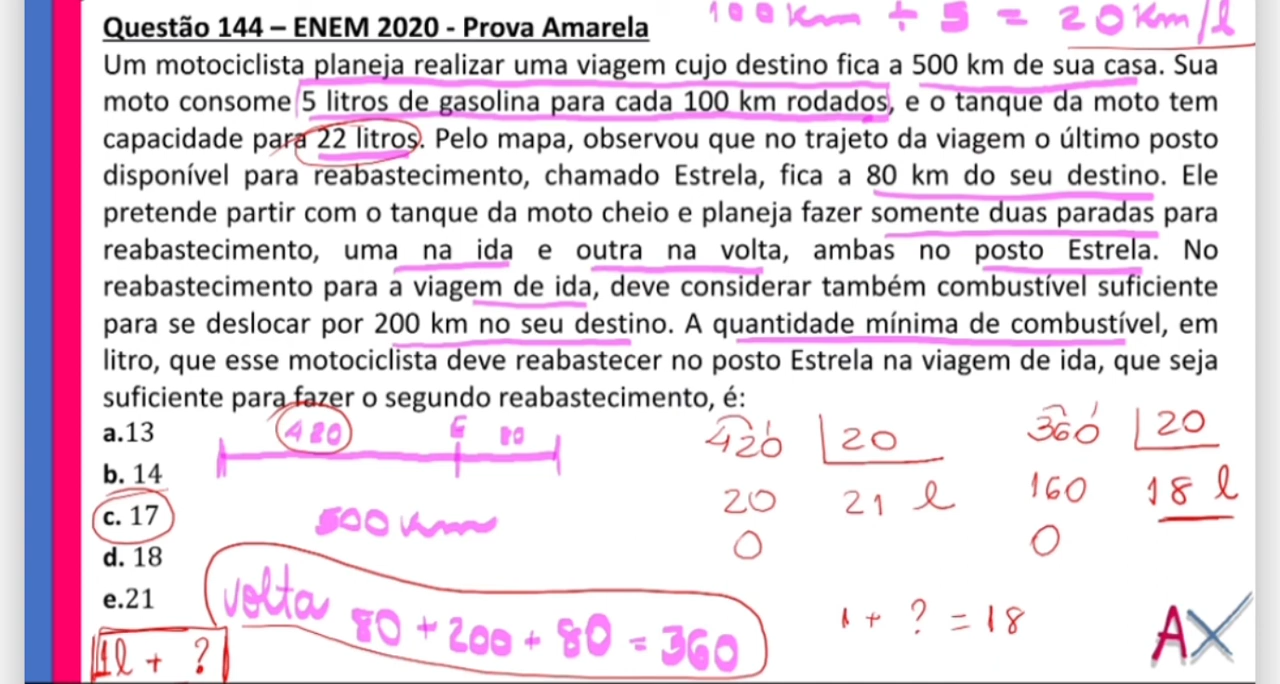 100 km ÷ 5 = 20 km/l
Questão 144 – ENEM 2020 - Prova Amarela
Um motociclista planeja realizar uma viagem cujo destino fica a 500 km de sua casa. Sua
moto consome 5 litros de gasolina para cada 100 km rodados, e o tanque da moto tem
capacidade para 22 litros. Pelo mapa, observou que no trajeto da viagem o último posto
disponível para reabastecimento, chamado Estrela, fica a 80 km do seu destino. Ele
pretende partir com o tanque da moto cheio e planeja fazer somente duas paradas para
reabastecimento, uma na ida e outra na volta, ambas no posto Estrela. No
reabastecimento para a viagem de ida, deve considerar também combustível suficiente
para se deslocar por 200 km no seu destino. A quantidade mínima de combustível, em
litro, que esse motociclista deve reabastecer no posto Estrela na viagem de ida, que seja
suficiente para fazer o segundo reabastecimento, é:
a.13
b. 14
c. 17
d. 18
e.21
420 E 80
500 km
420 20
20 21 l
0
360 20
160 18 l
0
volta 80 + 200 + 80 = 360
1 + ? = 18
1l + ?
AX